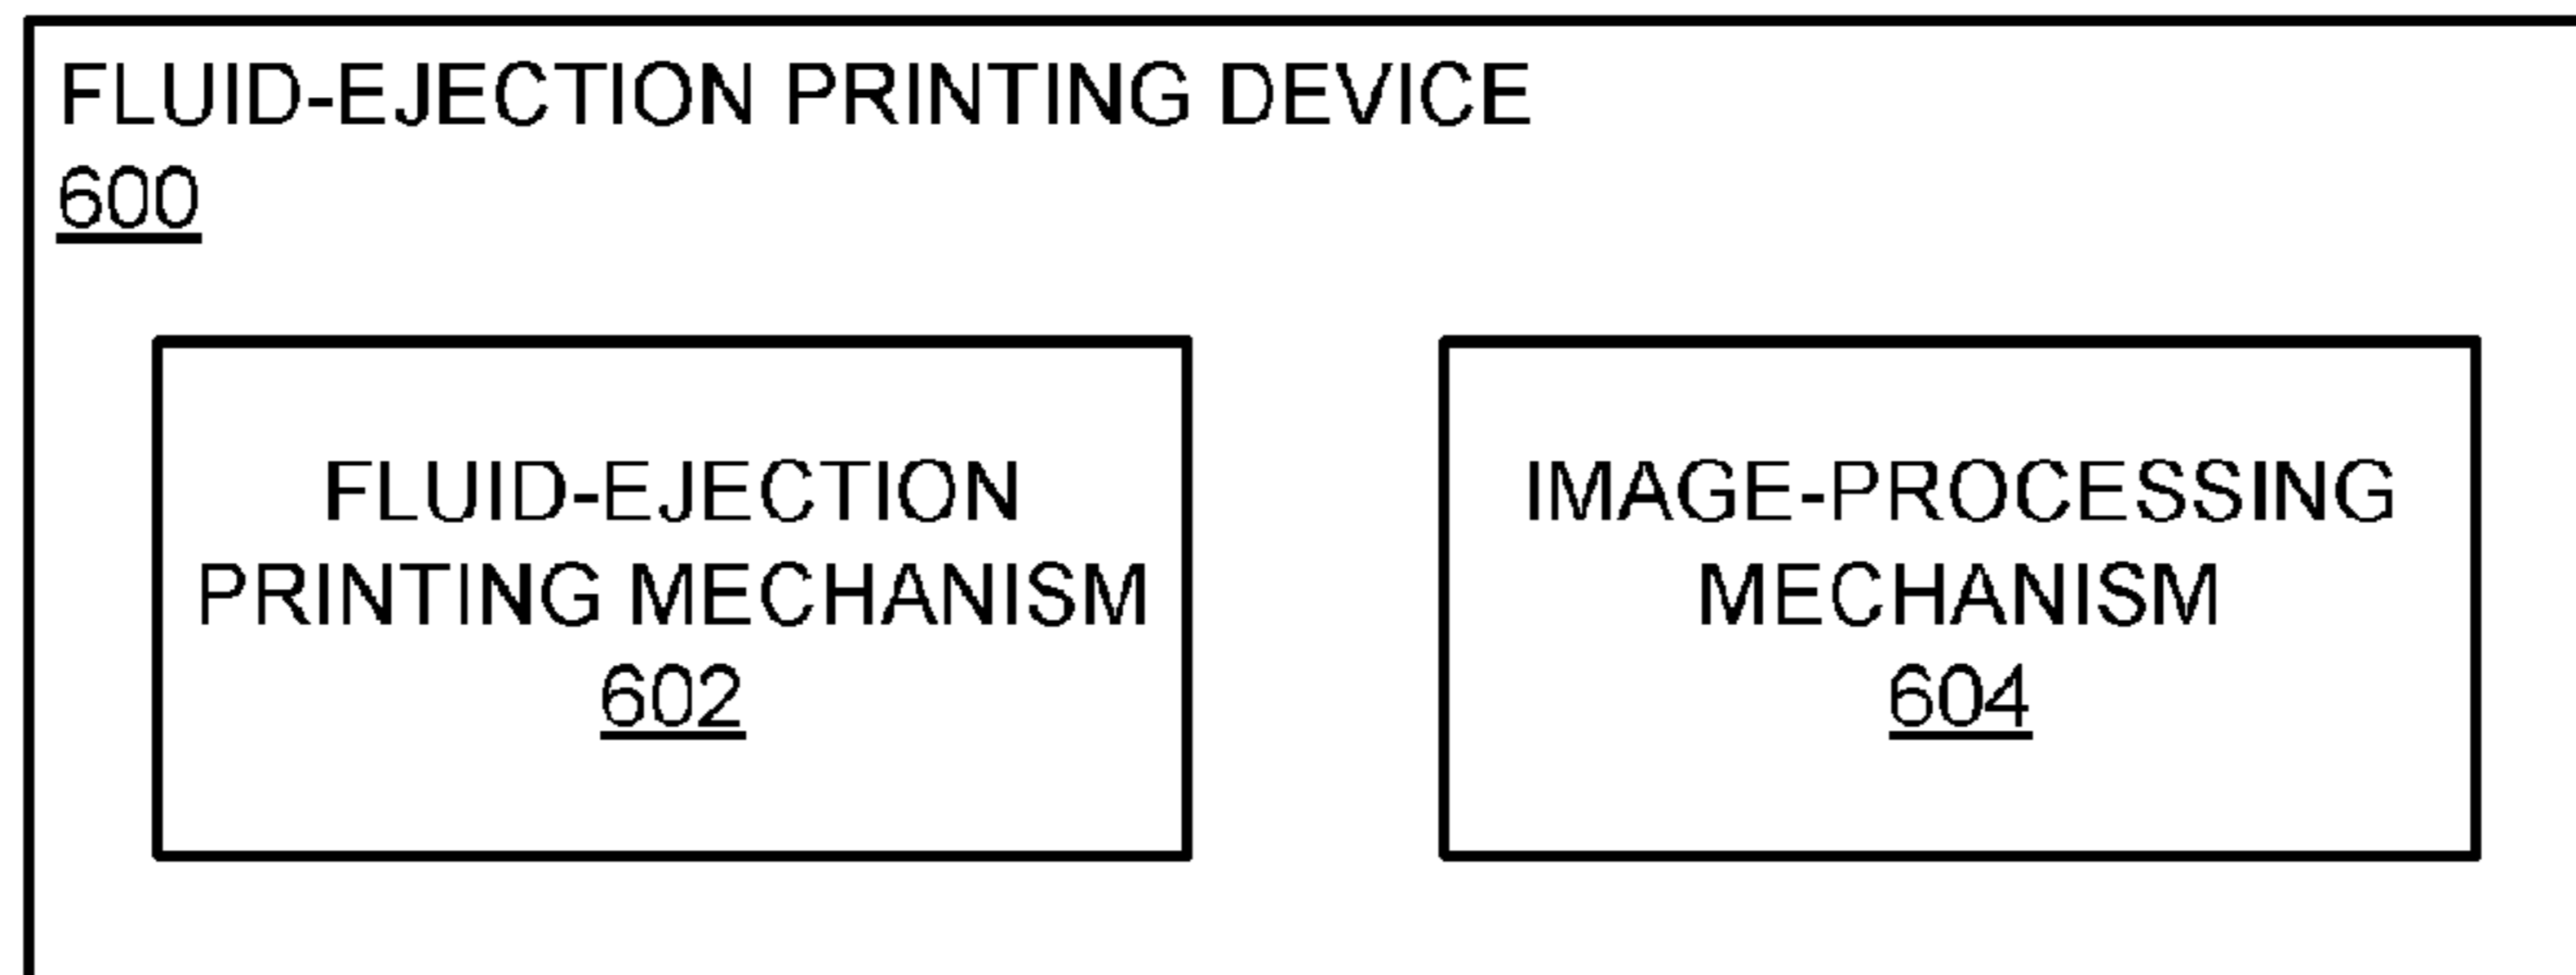 FLUID-EJECTION PRINTING DEVICE
600
FLUID-EJECTION
PRINTING MECHANISM
602
IMAGE-PROCESSING
MECHANISM
604